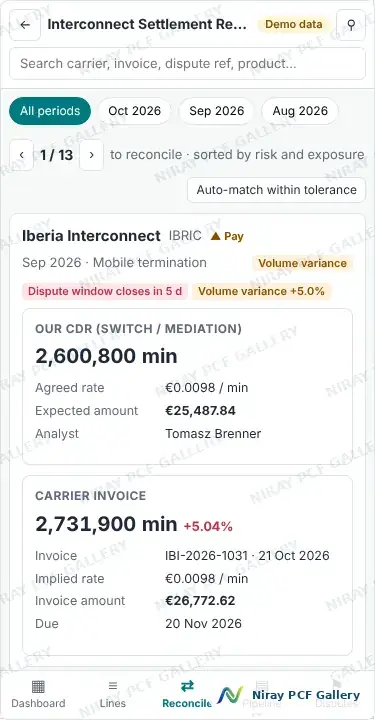 ← Interconnect Settlement Re... Demo data
Search carrier, invoice, dispute ref, product...
All periods Oct 2026 Sep 2026 Aug 2026
‹ 1 / 13 › to reconcile · sorted by risk and exposure
Auto-match within tolerance
Iberia Interconnect IBRIC ▲ Pay
Sep 2026 · Mobile termination Volume variance
Dispute window closes in 5 d Volume variance +5.0%
OUR CDR (SWITCH / MEDIATION)
2,600,800 min
Agreed rate €0.0098 / min
Expected amount €25,487.84
Analyst Tomasz Brenner
CARRIER INVOICE
2,731,900 min +5.04%
Invoice IBI-2026-1031 · 21 Oct 2026
Implied rate €0.0098 / min
Invoice amount €26,772.62
Due 20 Nov 2026
Dashboard Lines Reconcile Pipeline Disputes
Niray PCF Gallery
NIRAY PCF GALLERY